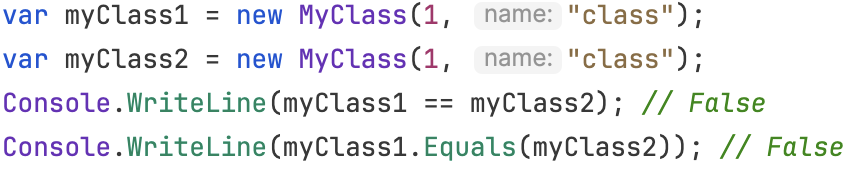 var myClass1 = new MyClass(1, name: "class");
var myClass2 = new MyClass(1, name: "class");
Console.WriteLine(myClass1 == myClass2); // False
Console.WriteLine(myClass1.Equals(myClass2)); // False